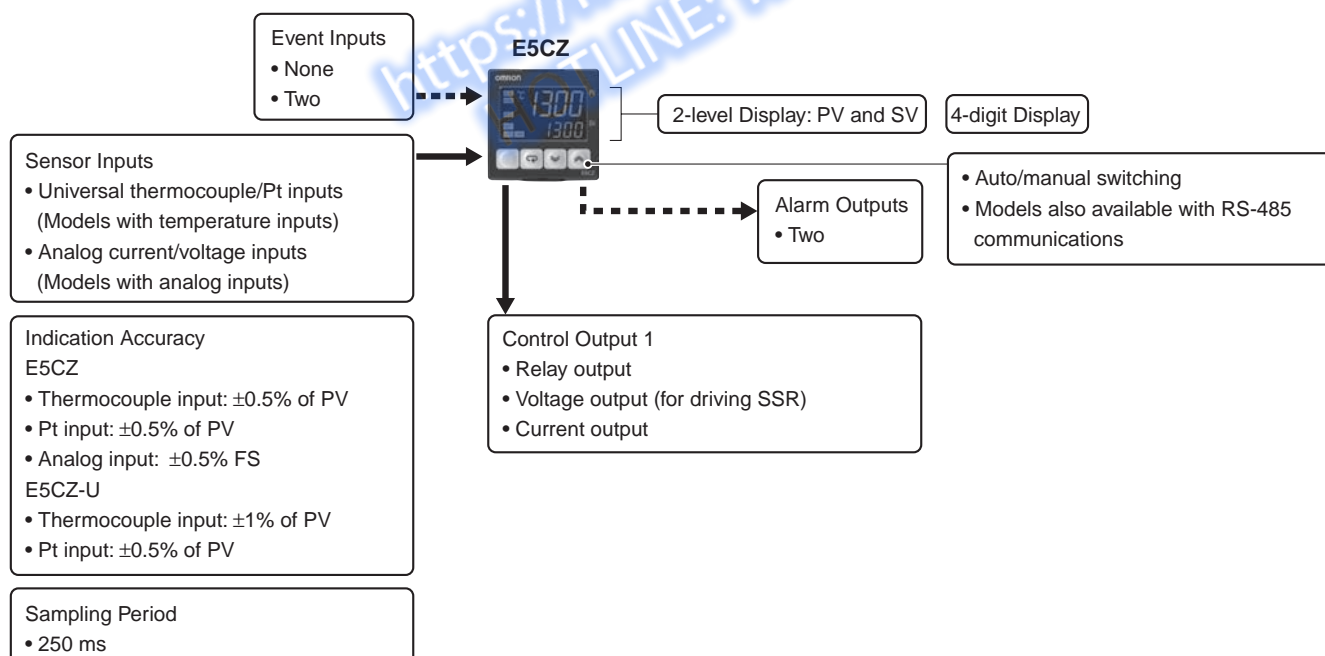 Event Inputs
• None
• Two
https://
HOTLINE: 1
E5CZ
OMRON
1300
1300
E5CZ
2-level Display: PV and SV
4-digit Display
Sensor Inputs
• Universal thermocouple/Pt inputs
(Models with temperature inputs)
• Analog current/voltage inputs
(Models with analog inputs)
• Auto/manual switching
• Models also available with RS-485
communications
Alarm Outputs
• Two
Indication Accuracy
E5CZ
• Thermocouple input: ±0.5% of PV
• Pt input: ±0.5% of PV
• Analog input: ±0.5% FS
E5CZ-U
• Thermocouple input: ±1% of PV
• Pt input: ±0.5% of PV
Control Output 1
• Relay output
• Voltage output (for driving SSR)
• Current output
Sampling Period
• 250 ms